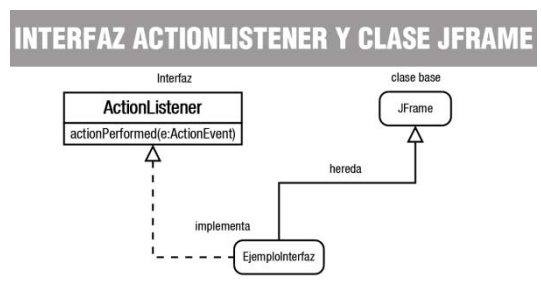 INTERFAZ ACTIONLISTENER Y CLASE JFRAME
Interfaz
clase base
ActionListener
JFrame
actionPerformed(e:ActionEvent)
hereda
implementa
EjemploInterfaz